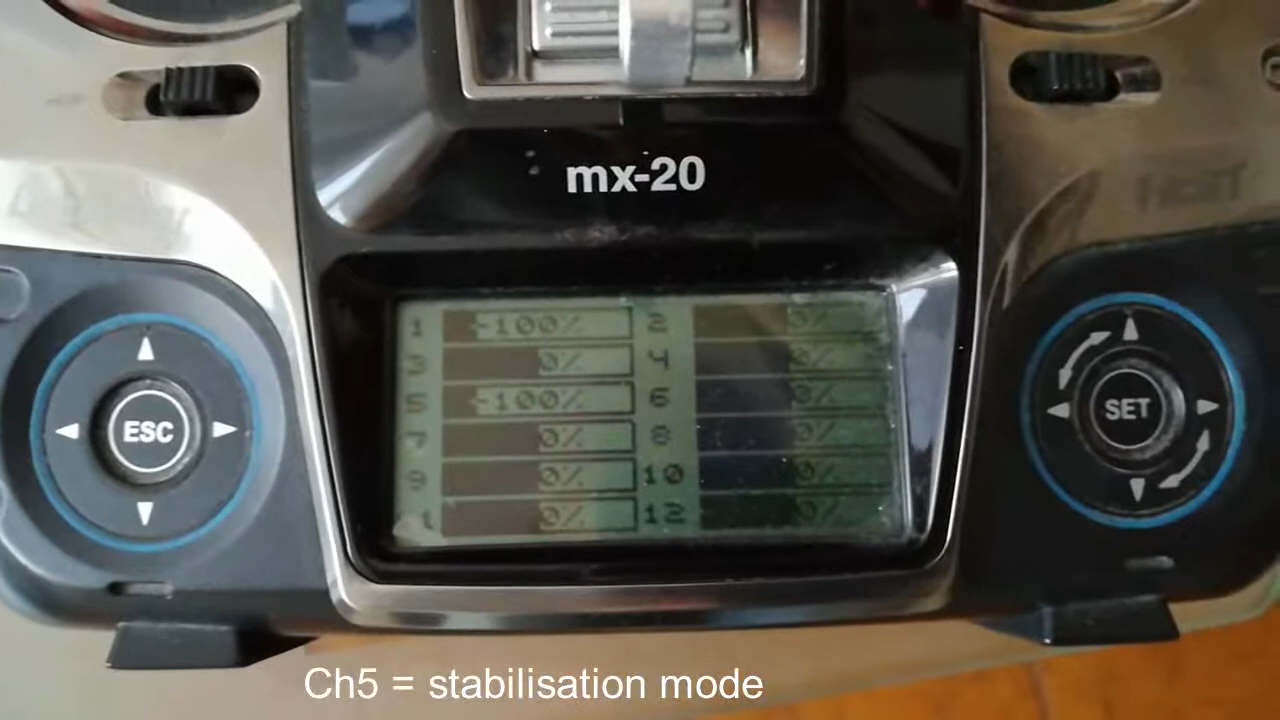 mx-20
1 -100% 2 0%
3 0% 4 0%
5 -100% 6 0%
7 0% 8 0%
9 0% 10 0%
0% 12 0%
ESC
SET
Ch5 = stabilisation mode